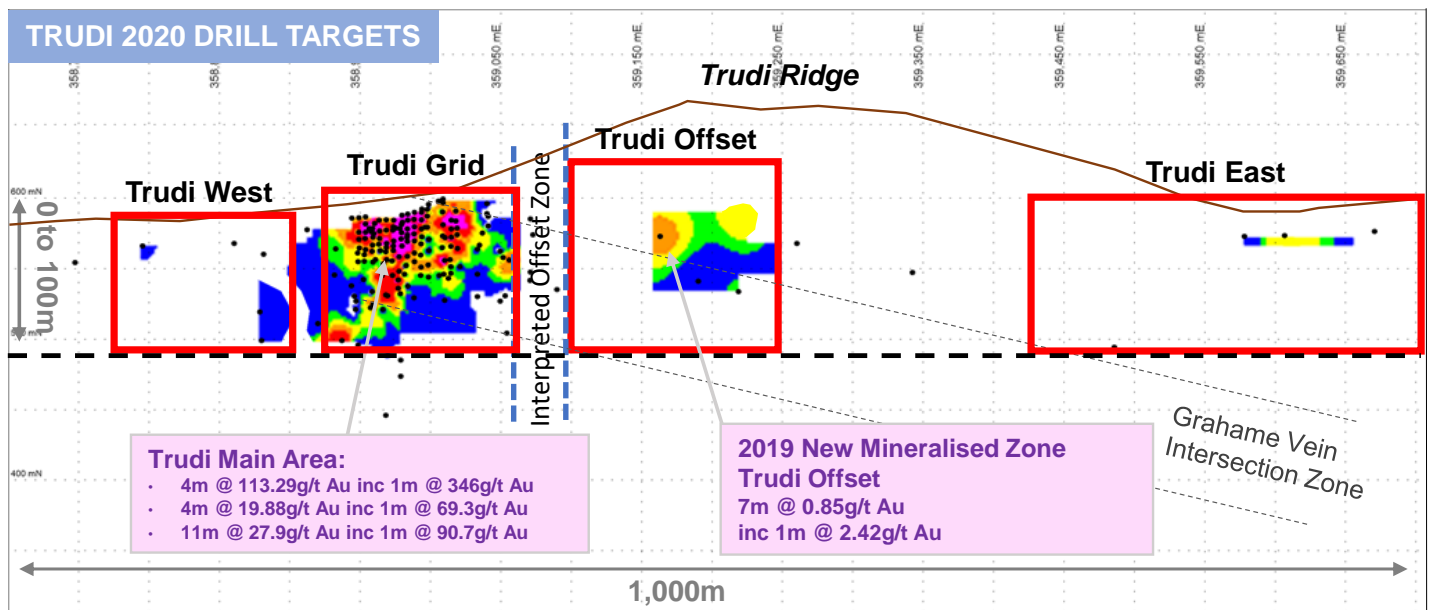 TRUDI 2020 DRILL TARGETS
359.050 mE
359.150 mE
359.250 mE
359.350 mE
359.450 mE
359.550 mE
359.650 mE
Trudi Ridge
Trudi West
Trudi Grid
Interpreted Offset Zone
Trudi Offset
Trudi East
600 mN
0 to 100m
400 mN
Grahame Vein
Intersection Zone
Trudi Main Area:
· 4m @ 113.29g/t Au inc 1m @ 346g/t Au
· 4m @ 19.88g/t Au inc 1m @ 69.3g/t Au
· 11m @ 27.9g/t Au inc 1m @ 90.7g/t Au
2019 New Mineralised Zone
Trudi Offset
7m @ 0.85g/t Au
inc 1m @ 2.42g/t Au
1,000m